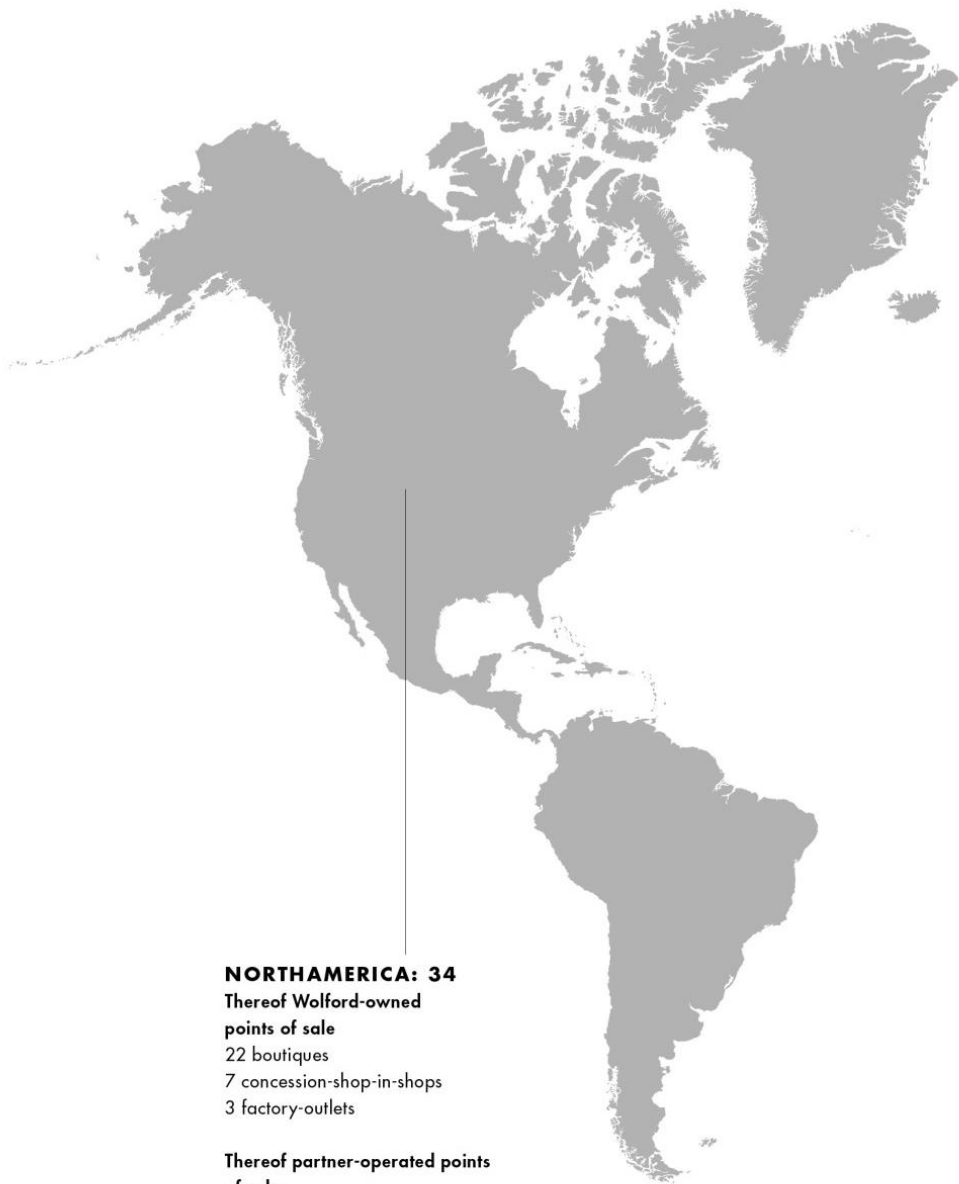 NORTHAMERICA: 34
Thereof Wolford-owned
points of sale
22 boutiques
7 concession-shop-in-shops
3 factory-outlets
Thereof partner-operated points